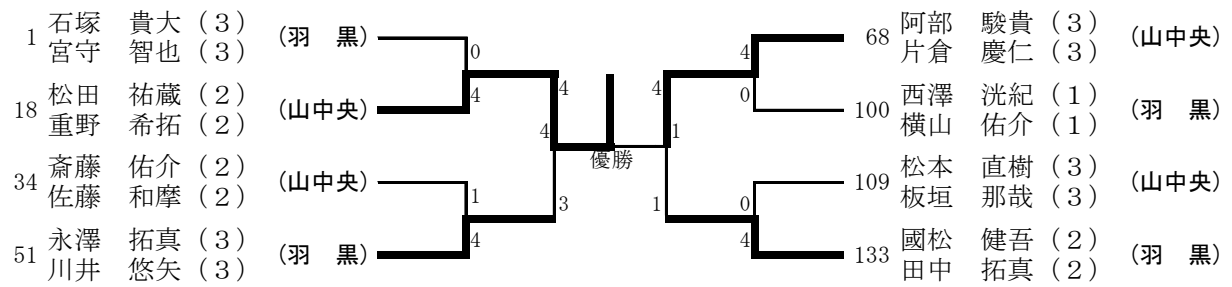 1 石塚　貴大（３） （羽　黒）
宮守　智也（３）
0
18 松田　祐蔵（２） （山中央）
重野　希拓（２）
4
4
4
34 斎藤　佑介（２） （山中央）
佐藤　和摩（２）
1
3
51 永澤　拓真（３） （羽　黒）
川井　悠矢（３）
4
優勝
68 阿部　駿貴（３） （山中央）
片倉　慶仁（３）
4
4
0
100 西澤　洸紀（１） （羽　黒）
横山　佑介（１）
1
109 松本　直樹（３） （山中央）
板垣　那哉（３）
1
0
133 國松　健吾（２） （羽　黒）
田中　拓真（２）
4